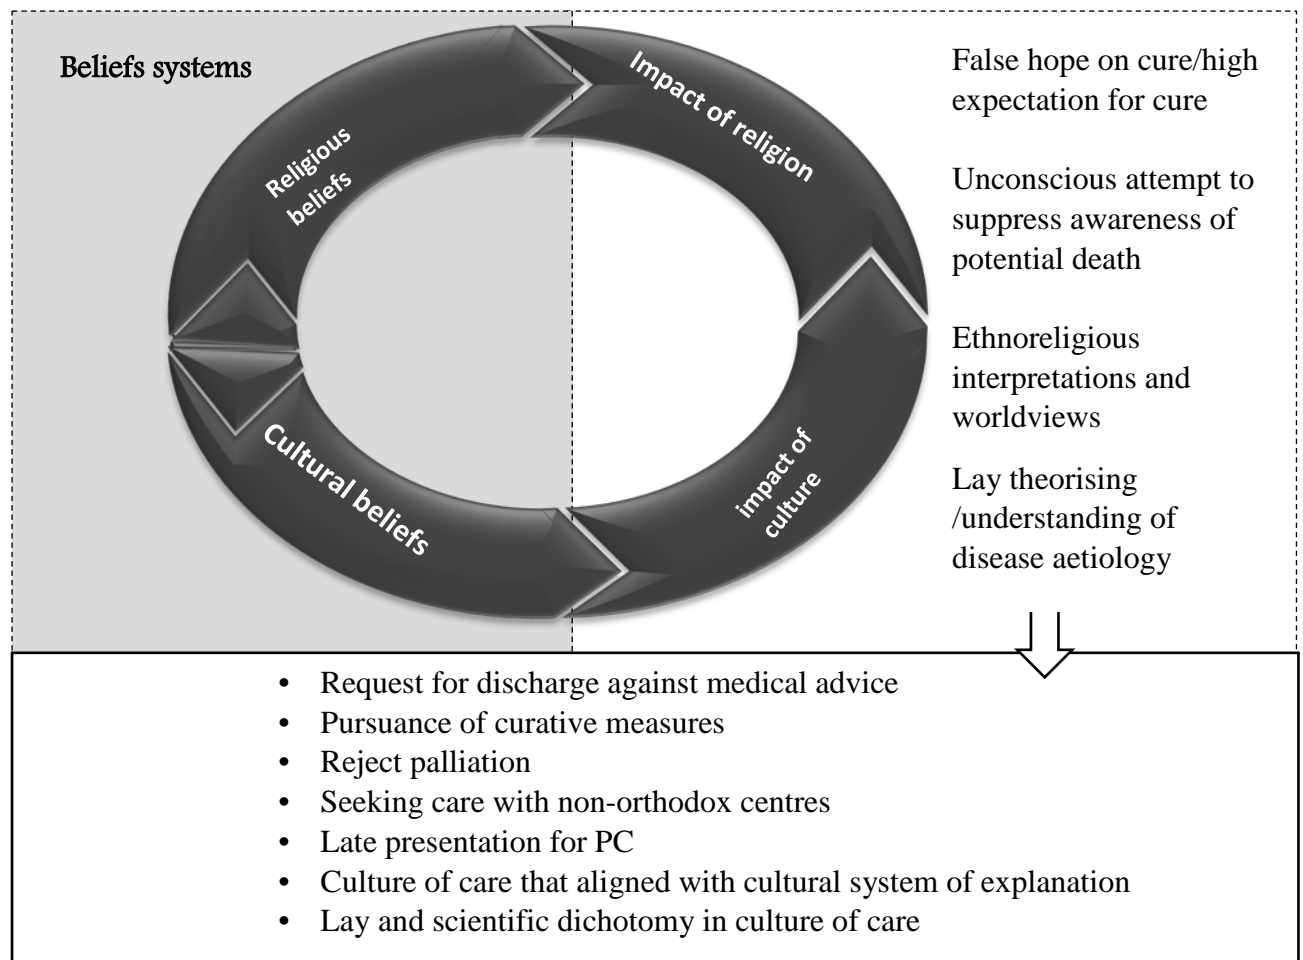 Beliefs systems
Religious
beliefs
Impact of religion
Cultural beliefs
impact of
culture
False hope on cure/high
expectation for cure
Unconscious attempt to
suppress awareness of
potential death
Ethnoreligious
interpretations and
worldviews
Lay theorising
/understanding of
disease aetiology
• Request for discharge against medical advice
• Pursuance of curative measures
• Reject palliation
• Seeking care with non-orthodox centres
• Late presentation for PC
• Culture of care that aligned with cultural system of explanation
• Lay and scientific dichotomy in culture of care